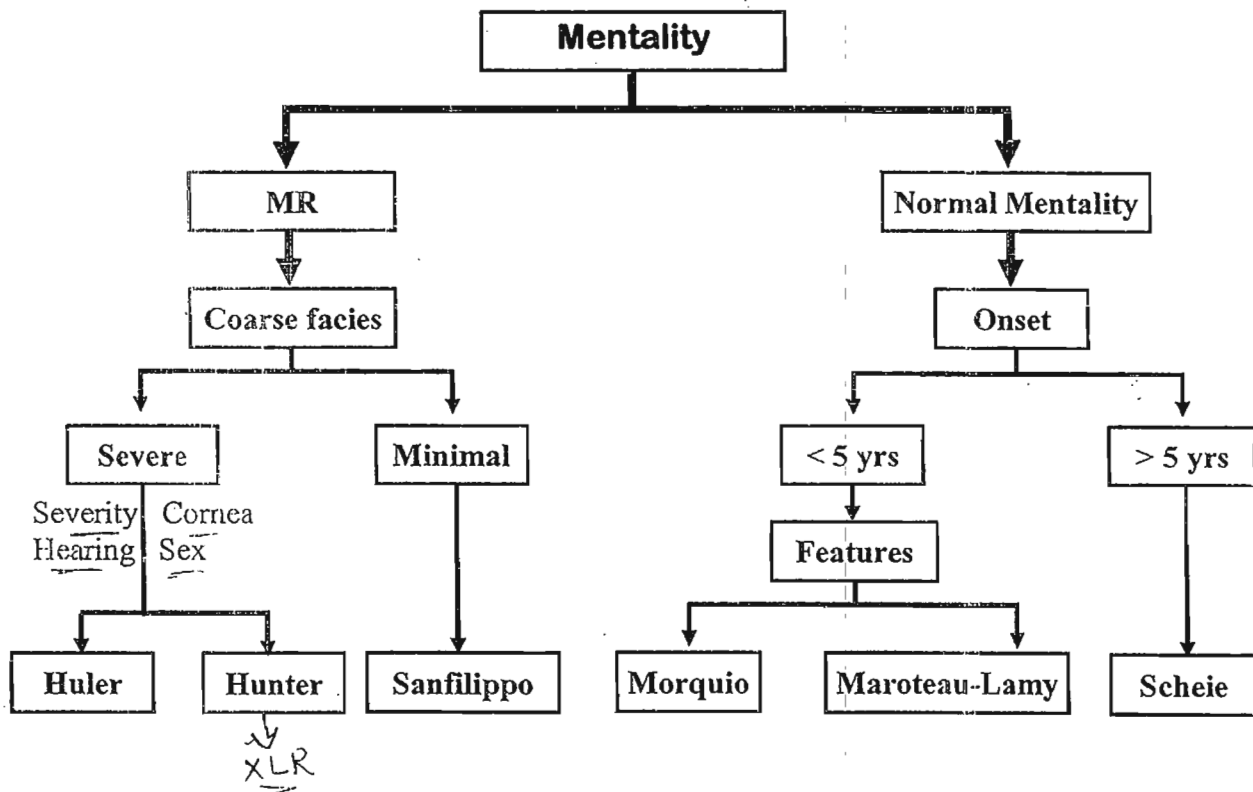 Mentality
MR
Normal Mentality
Coarse facies
Onset
Severe
Minimal
< 5 yrs
> 5 yrs
Severity Cornea
Hearing Sex
Features
Huler
Hunter
Sanfilippo
Morquio
Maroteau-Lamy
Scheie
XLR